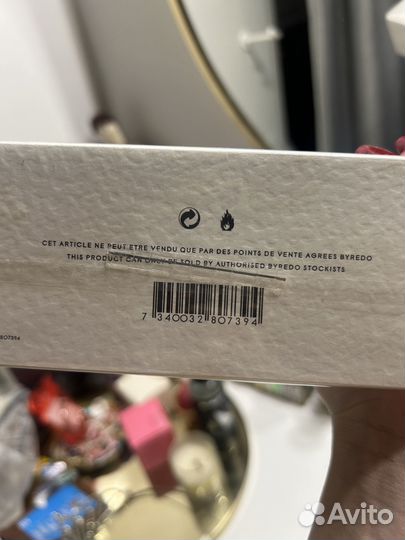 CET ARTICLE NE PEUT ETRE VENDU QUE PAR DES POINTS DE VENTE AGREES BYREDO
THIS PRODUCT CAN ONLY BE SOLD BY AUTHORISED BYREDO STOCKISTS
7 340032 807394
807394
Avito